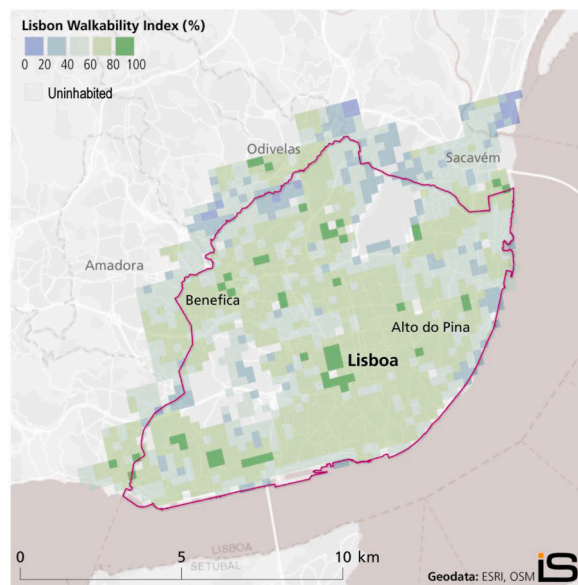 Lisbon Walkability Index (%)
0 20 40 60 80 100
Uninhabited
Odivelas
Sacavém
Amadora
Benefica
Alto do Pina
Lisboa
LISBOA
SETUBAL
0 5 10 km
Geodata: ESRI, OSM
is